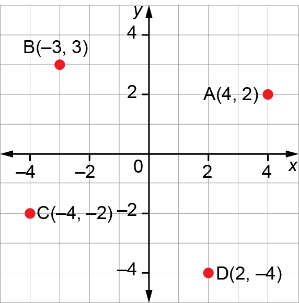 y
4
B(–3, 3)
2
A(4, 2)
–4
–2
0
2
4
x
–2
C(–4, –2)
–4
D(2, –4)